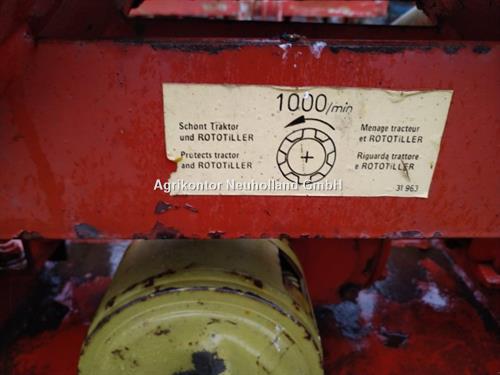 1000/min
Schont Traktor
und ROTOTiLLER
Protects tractor
and ROTOTiLLER
Menage tracteur
et ROTOTiLLER
Riguarda trattore
e ROTOTiLLER
31 963
Agrikontor Neuholland GmbH